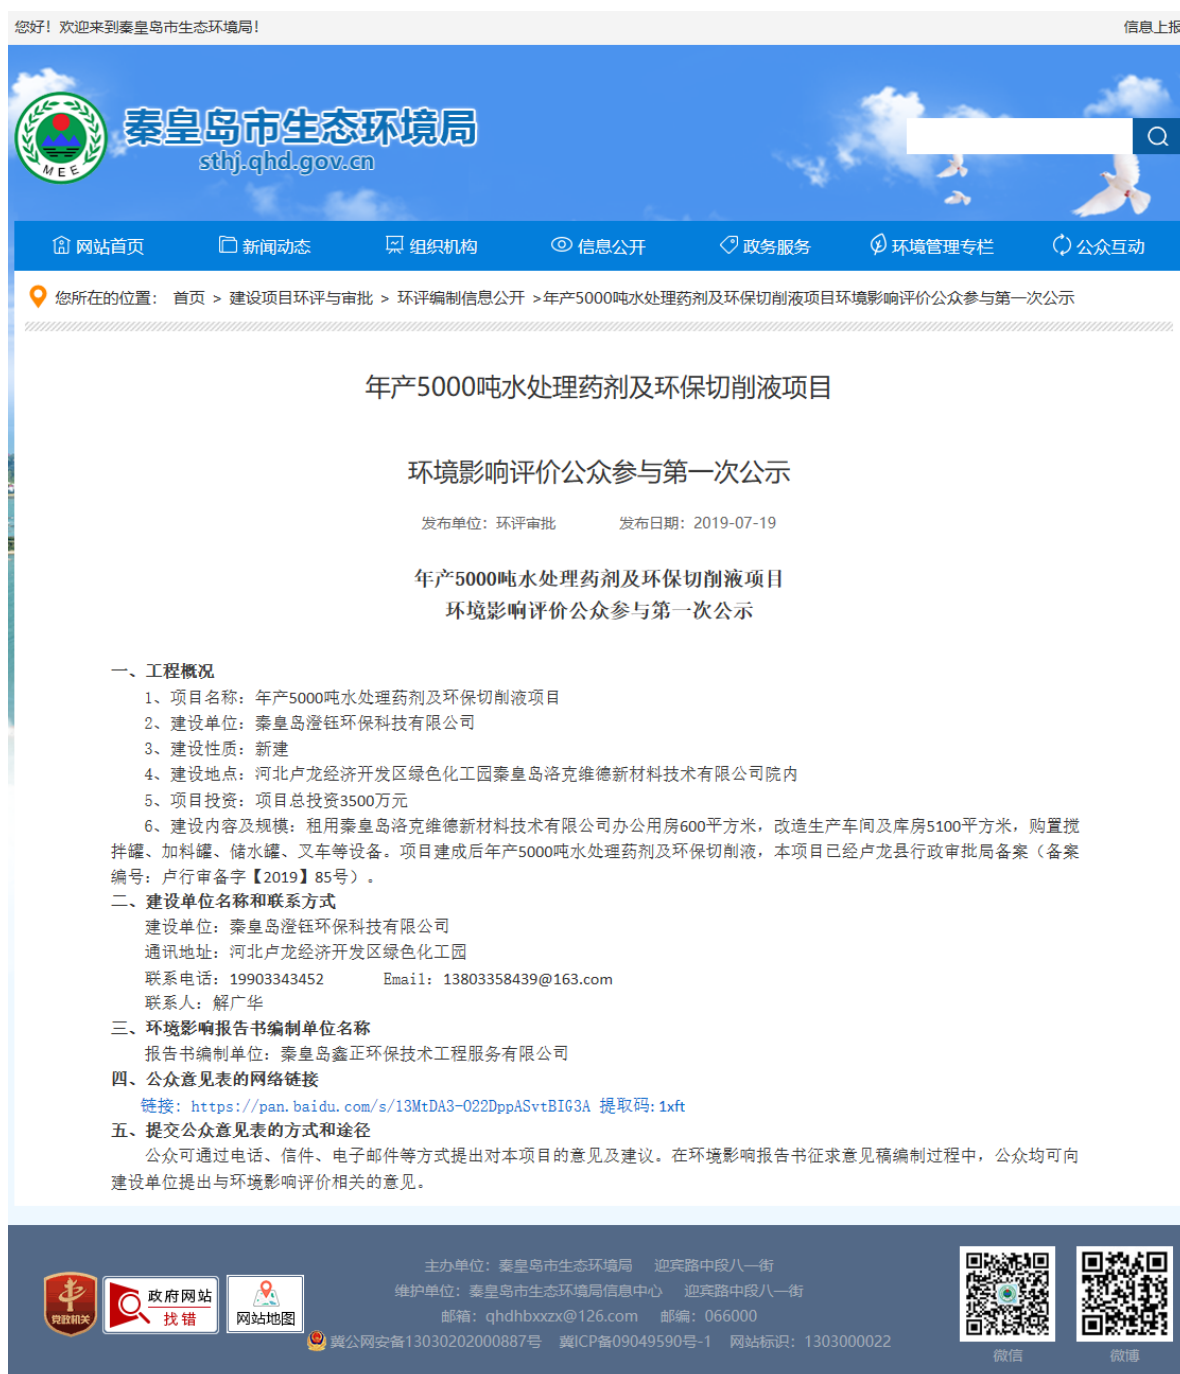 您好！欢迎来到秦皇岛市生态环境局！
信息上报
秦皇岛市生态环境局
sthj.qhd.gov.cn
MEE
网站首页 新闻动态 组织机构 信息公开 政务服务 环境管理专栏 公众互动
您所在的位置： 首页 > 建设项目环评与审批 > 环评编制信息公开 >年产5000吨水处理药剂及环保切削液项目环境影响评价公众参与第一次公示
年产5000吨水处理药剂及环保切削液项目
环境影响评价公众参与第一次公示
发布单位：环评审批 发布日期：2019-07-19
年产5000吨水处理药剂及环保切削液项目
环境影响评价公众参与第一次公示
一、工程概况
1、项目名称：年产5000吨水处理药剂及环保切削液项目
2、建设单位：秦皇岛澄钰环保科技有限公司
3、建设性质：新建
4、建设地点：河北卢龙经济开发区绿色化工园秦皇岛洛克维德新材料科技术有限公司院内
5、项目投资：项目总投资3500万元
6、建设内容及规模：租用秦皇岛洛克维德新材料科技术有限公司办公用房600平方米，改造生产车间及库房5100平方米，购置搅
拌罐、加料罐、储水罐、叉车等设备。项目建成后年产5000吨水处理药剂及环保切削液，本项目已经卢龙县行政审批局备案（备案
编号：卢行审备字【2019】85号）。
二、建设单位名称和联系方式
建设单位：秦皇岛澄钰环保科技有限公司
通讯地址：河北卢龙经济开发区绿色化工园
联系电话：19903343452 Email：13803358439@163.com
联系人：解广华
三、环境影响报告书编制单位名称
报告书编制单位：秦皇岛鑫正环保技术工程服务有限公司
四、公众意见表的网络链接
链接：https://pan.baidu.com/s/13MtDA3-O22DppASvtBIG3A 提取码：1xft
五、提交公众意见表的方式和途径
公众可通过电话、信件、电子邮件等方式提出对本项目的意见及建议。在环境影响报告书征求意见稿编制过程中，公众均可向
建设单位提出与环境影响评价相关的意见。
党政机关
政府网站
找错
网站地图
主办单位：秦皇岛市生态环境局 迎宾路中段八一街
维护单位：秦皇岛市生态环境局信息中心 迎宾路中段八一街
邮箱：qhdhbxxzx@126.com 邮编：066000
冀公网安备13030202000887号 冀ICP备09049590号-1 网站标识：1303000022
微信
微博